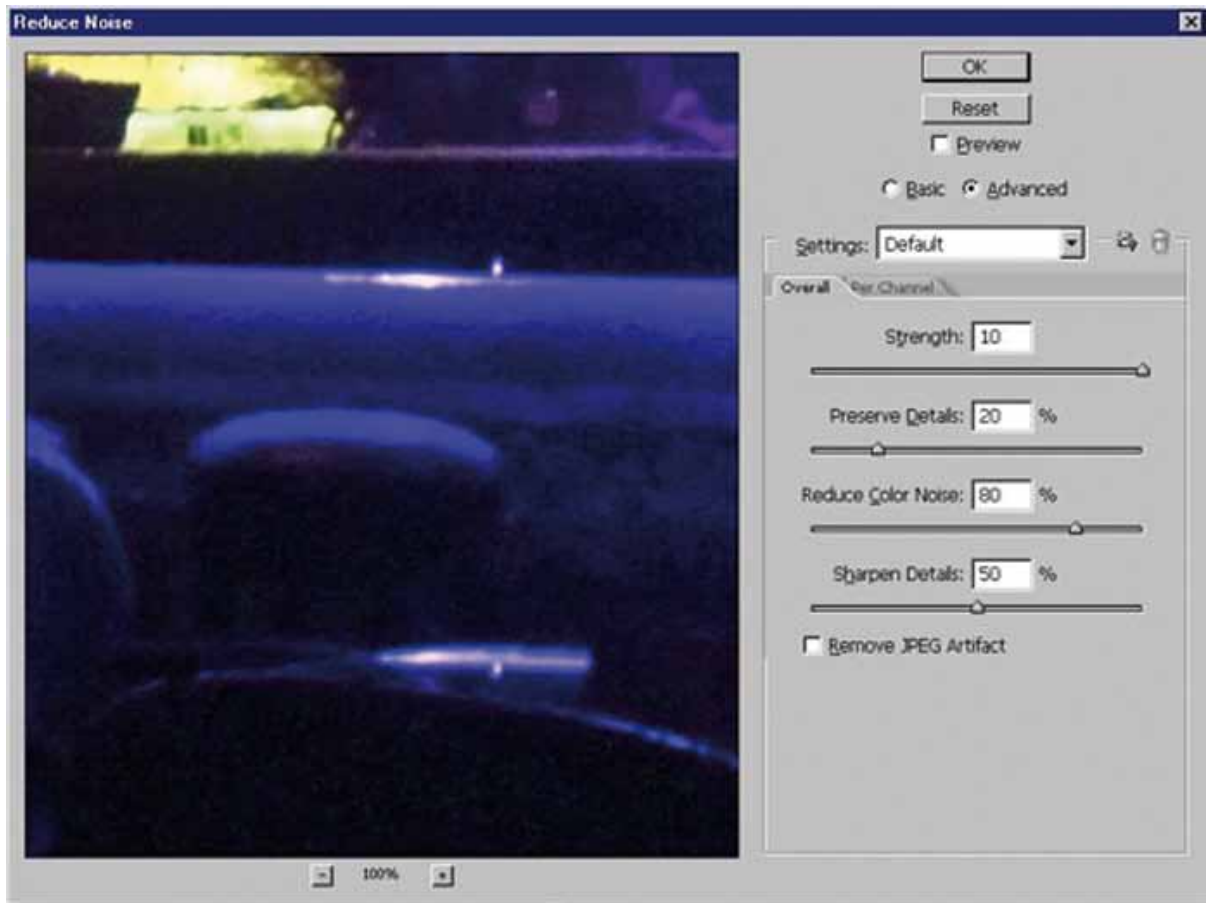 Reduce Noise
OK
Reset
Preview
Basic Advanced
Settings: Default
Overall Per Channel
Strength: 10
Preserve Details: 20 %
Reduce Color Noise: 80 %
Sharpen Details: 50 %
Remove JPEG Artifact
- 100% +